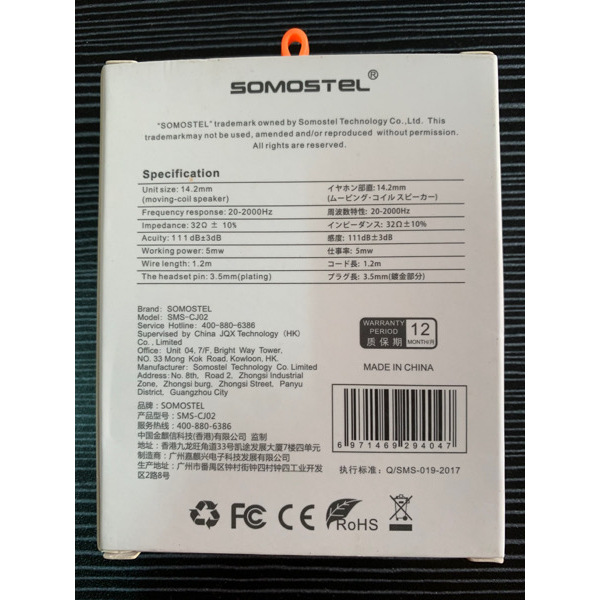 SOMOSTEL®
"SOMOSTEL" trademark owned by Somostel Technology Co.,Ltd. This
trademarkmay not be used, amended and/or reproduced without permission.
All rights are reserved.
Specification
Unit size: 14.2mm
(moving-coil speaker)
イヤホン部直: 14.2mm
(ムービング・コイル スピーカー)
Frequency response: 20-2000Hz
周波数特性: 20-2000Hz
Impedance: 32Ω ± 10%
インピーダンス: 32Ω±10%
Acuity: 111dB±3dB
感度: 111dB±3dB
Working power: 5mw
仕事率: 5mw
Wire length: 1.2m
コード長: 1.2m
The headset pin: 3.5mm(plating)
プラグ長: 3.5mm(鍍金部分)
Brand: SOMOSTEL
Model: SMS-CJ02
Service Hotline: 400-880-6386
Supervised by China JQX Technology (HK)
Co. , Limited
Office: Unit 04. 7/F. Bright Way Tower,
NO. 33 Mong Kok Road. Kowloon, HK.
Manufacturer: Somostel Technology Co. Limited
Address: No. 8th, Road 2, Zhongsi Industrial
Zone, Zhongsi burg, Zhongsi Street, Panyu
District, Guangzhou City
品牌: SOMOSTEL
型号: SMS-CJ02
服务热线: 400-880-6386
中国金麒信科技(香港)有限公司 监制
地址: 香港九龙旺角道33号凯途发展大厦7楼04单元
制造商: 广州嘉麒兴电子科技发展有限公司
生产地址: 广州市番禺区钟村街钟四村钟四工业开发
区2路8号
WARRANTY
PERIOD
质保期
12
MONTH(R)
MADE IN CHINA
6971469294047
执行标准: Q/SMS-019-2017
FC CE RoHS